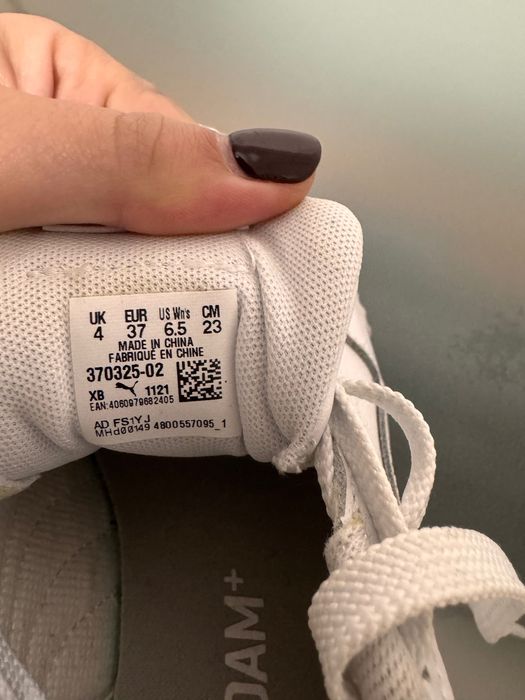 UK EUR US Wn's CM
4 37 6.5 23
MADE IN CHINA
FABRIQUÉ EN CHINE
370325-02
XB 1121
EAN:4060979682405
AD FS1YJ
MHd00149 4800557095_1
OAM+